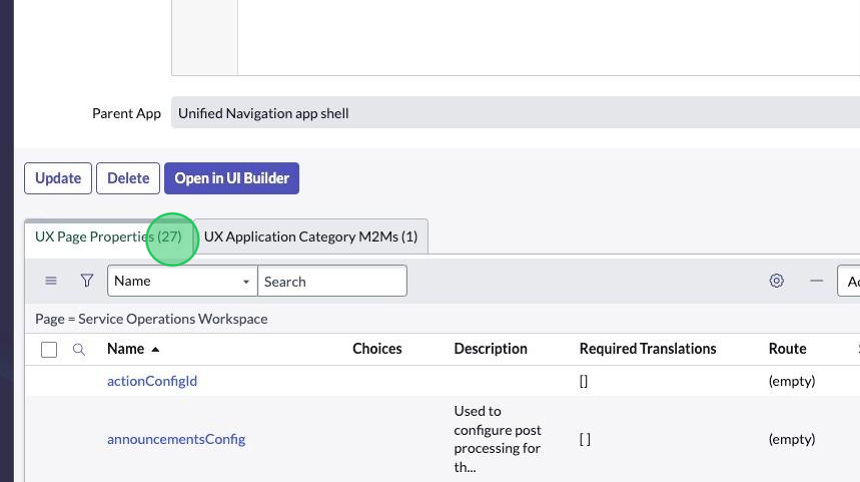 Parent App
Unified Navigation app shell
Update
Delete
Open in UI Builder
UX Page Properties (27)
UX Application Category M2Ms (1)
Name
Search
Page = Service Operations Workspace
Name
Choices
Description
Required Translations
Route
actionConfigId
[]
(empty)
announcementsConfig
Used to
configure post
processing for
th...
[ ]
(empty)